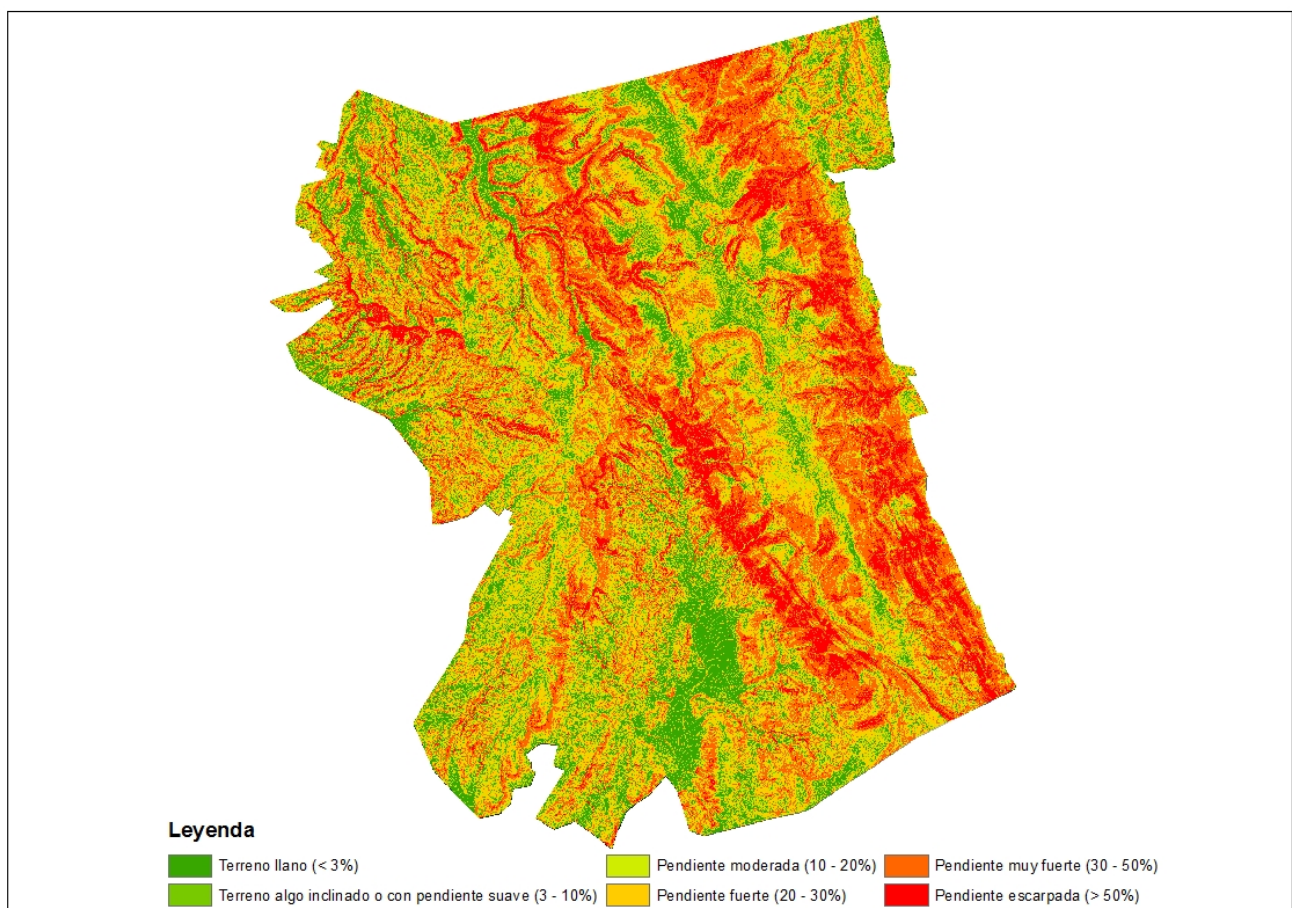 Leyenda
Terreno llano (< 3%)
Pendiente moderada (10 - 20%)
Pendiente muy fuerte (30 - 50%)
Terreno algo inclinado o con pendiente suave (3 - 10%)
Pendiente fuerte (20 - 30%)
Pendiente escarpada (> 50%)